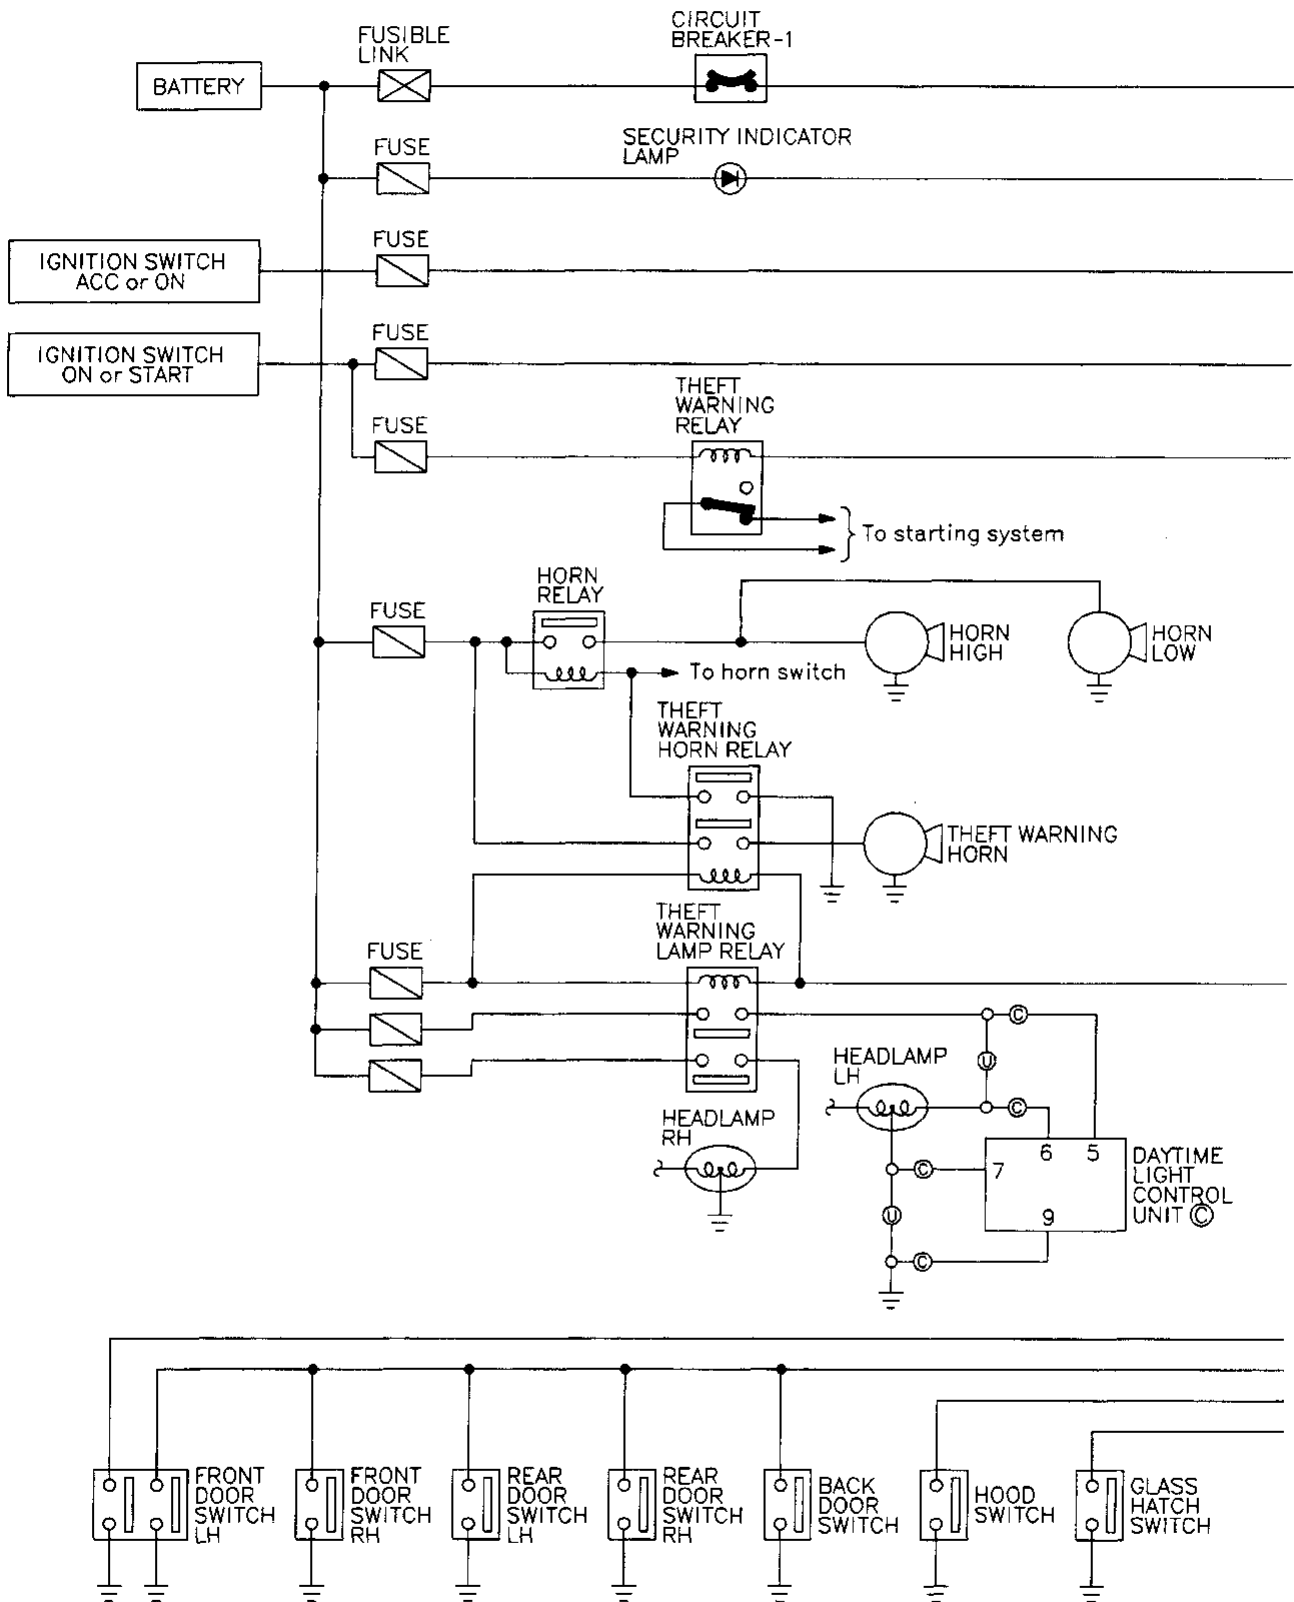 CIRCUIT
BREAKER-1
FUSIBLE
LINK
BATTERY
SECURITY INDICATOR
LAMP
FUSE
FUSE
IGNITION SWITCH
ACC or ON
FUSE
IGNITION SWITCH
ON or START
THEFT
WARNING
RELAY
FUSE
To starting system
HORN
RELAY
FUSE
HORN
HIGH
HORN
LOW
To horn switch
THEFT
WARNING
HORN RELAY
THEFT WARNING
HORN
THEFT
WARNING
LAMP RELAY
FUSE
C
HEADLAMP
LH
U
C
HEADLAMP
RH
6 5
C
7
DAYTIME
LIGHT
CONTROL
UNIT C
U
9
C
FRONT
DOOR
SWITCH
LH
FRONT
DOOR
SWITCH
RH
REAR
DOOR
SWITCH
LH
REAR
DOOR
SWITCH
RH
BACK
DOOR
SWITCH
HOOD
SWITCH
GLASS
HATCH
SWITCH